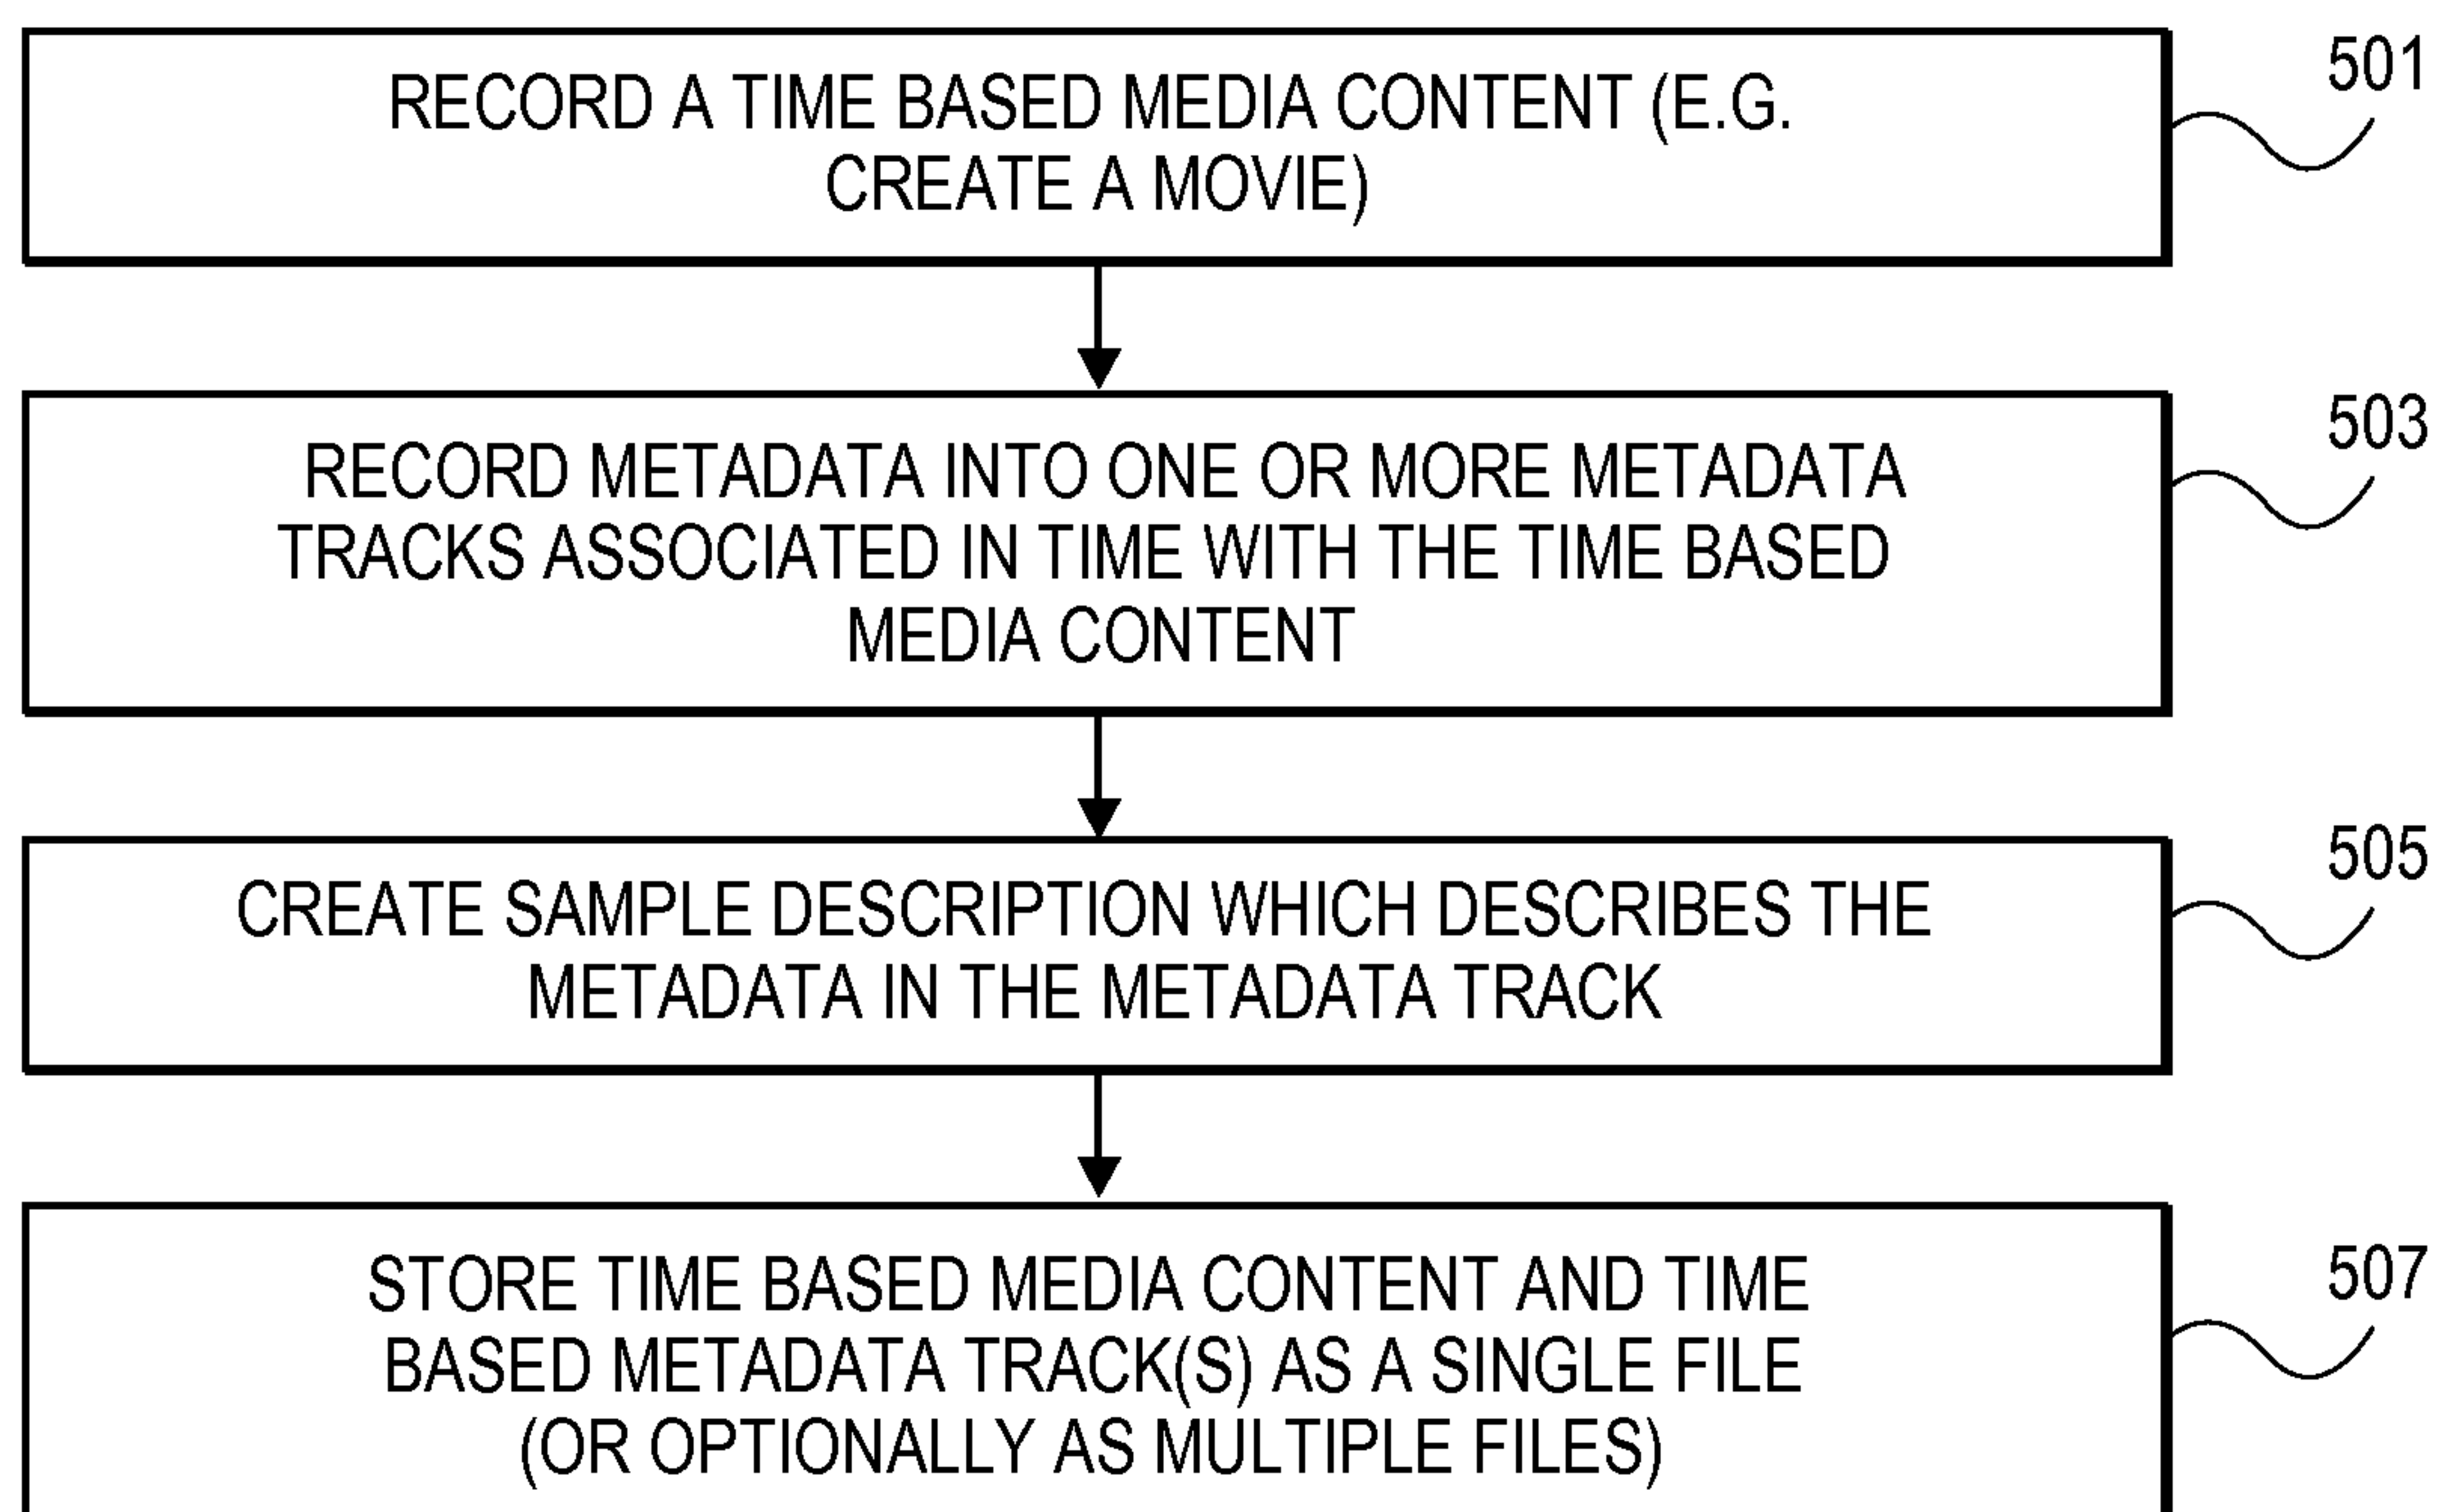 501
RECORD A TIME BASED MEDIA CONTENT (E.G.
CREATE A MOVIE)
503
RECORD METADATA INTO ONE OR MORE METADATA
TRACKS ASSOCIATED IN TIME WITH THE TIME BASED
MEDIA CONTENT
505
CREATE SAMPLE DESCRIPTION WHICH DESCRIBES THE
METADATA IN THE METADATA TRACK
507
STORE TIME BASED MEDIA CONTENT AND TIME
BASED METADATA TRACK(S) AS A SINGLE FILE
(OR OPTIONALLY AS MULTIPLE FILES)